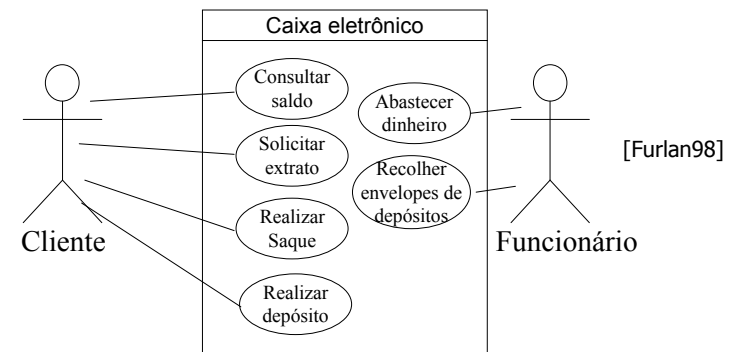 Caixa eletrônico
Consultar
saldo
Solicitar
extrato
Realizar
Saque
Realizar
depósito
Abastecer
dinheiro
Recolher
envelopes de
depósitos
Cliente
Funcionário
[Furlan98]